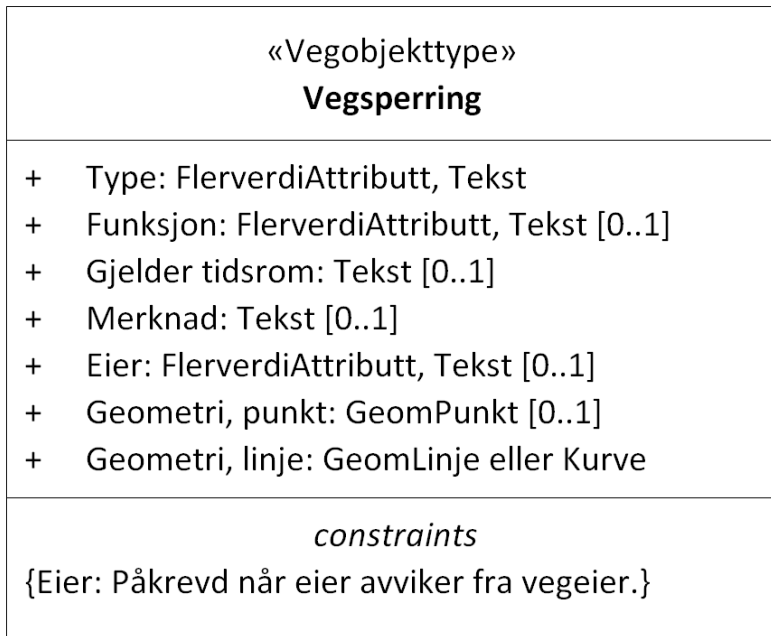 «Vegobjekttype»
Vegsperring
+ Type: FlerverdiAttributt, Tekst
+ Funksjon: FlerverdiAttributt, Tekst [0..1]
+ Gjelder tidsrom: Tekst [0..1]
+ Merknad: Tekst [0..1]
+ Eier: FlerverdiAttributt, Tekst [0..1]
+ Geometri, punkt: GeomPunkt [0..1]
+ Geometri, linje: GeomLinje eller Kurve
constraints
{Eier: Påkrevd når eier avviker fra vegeier.}